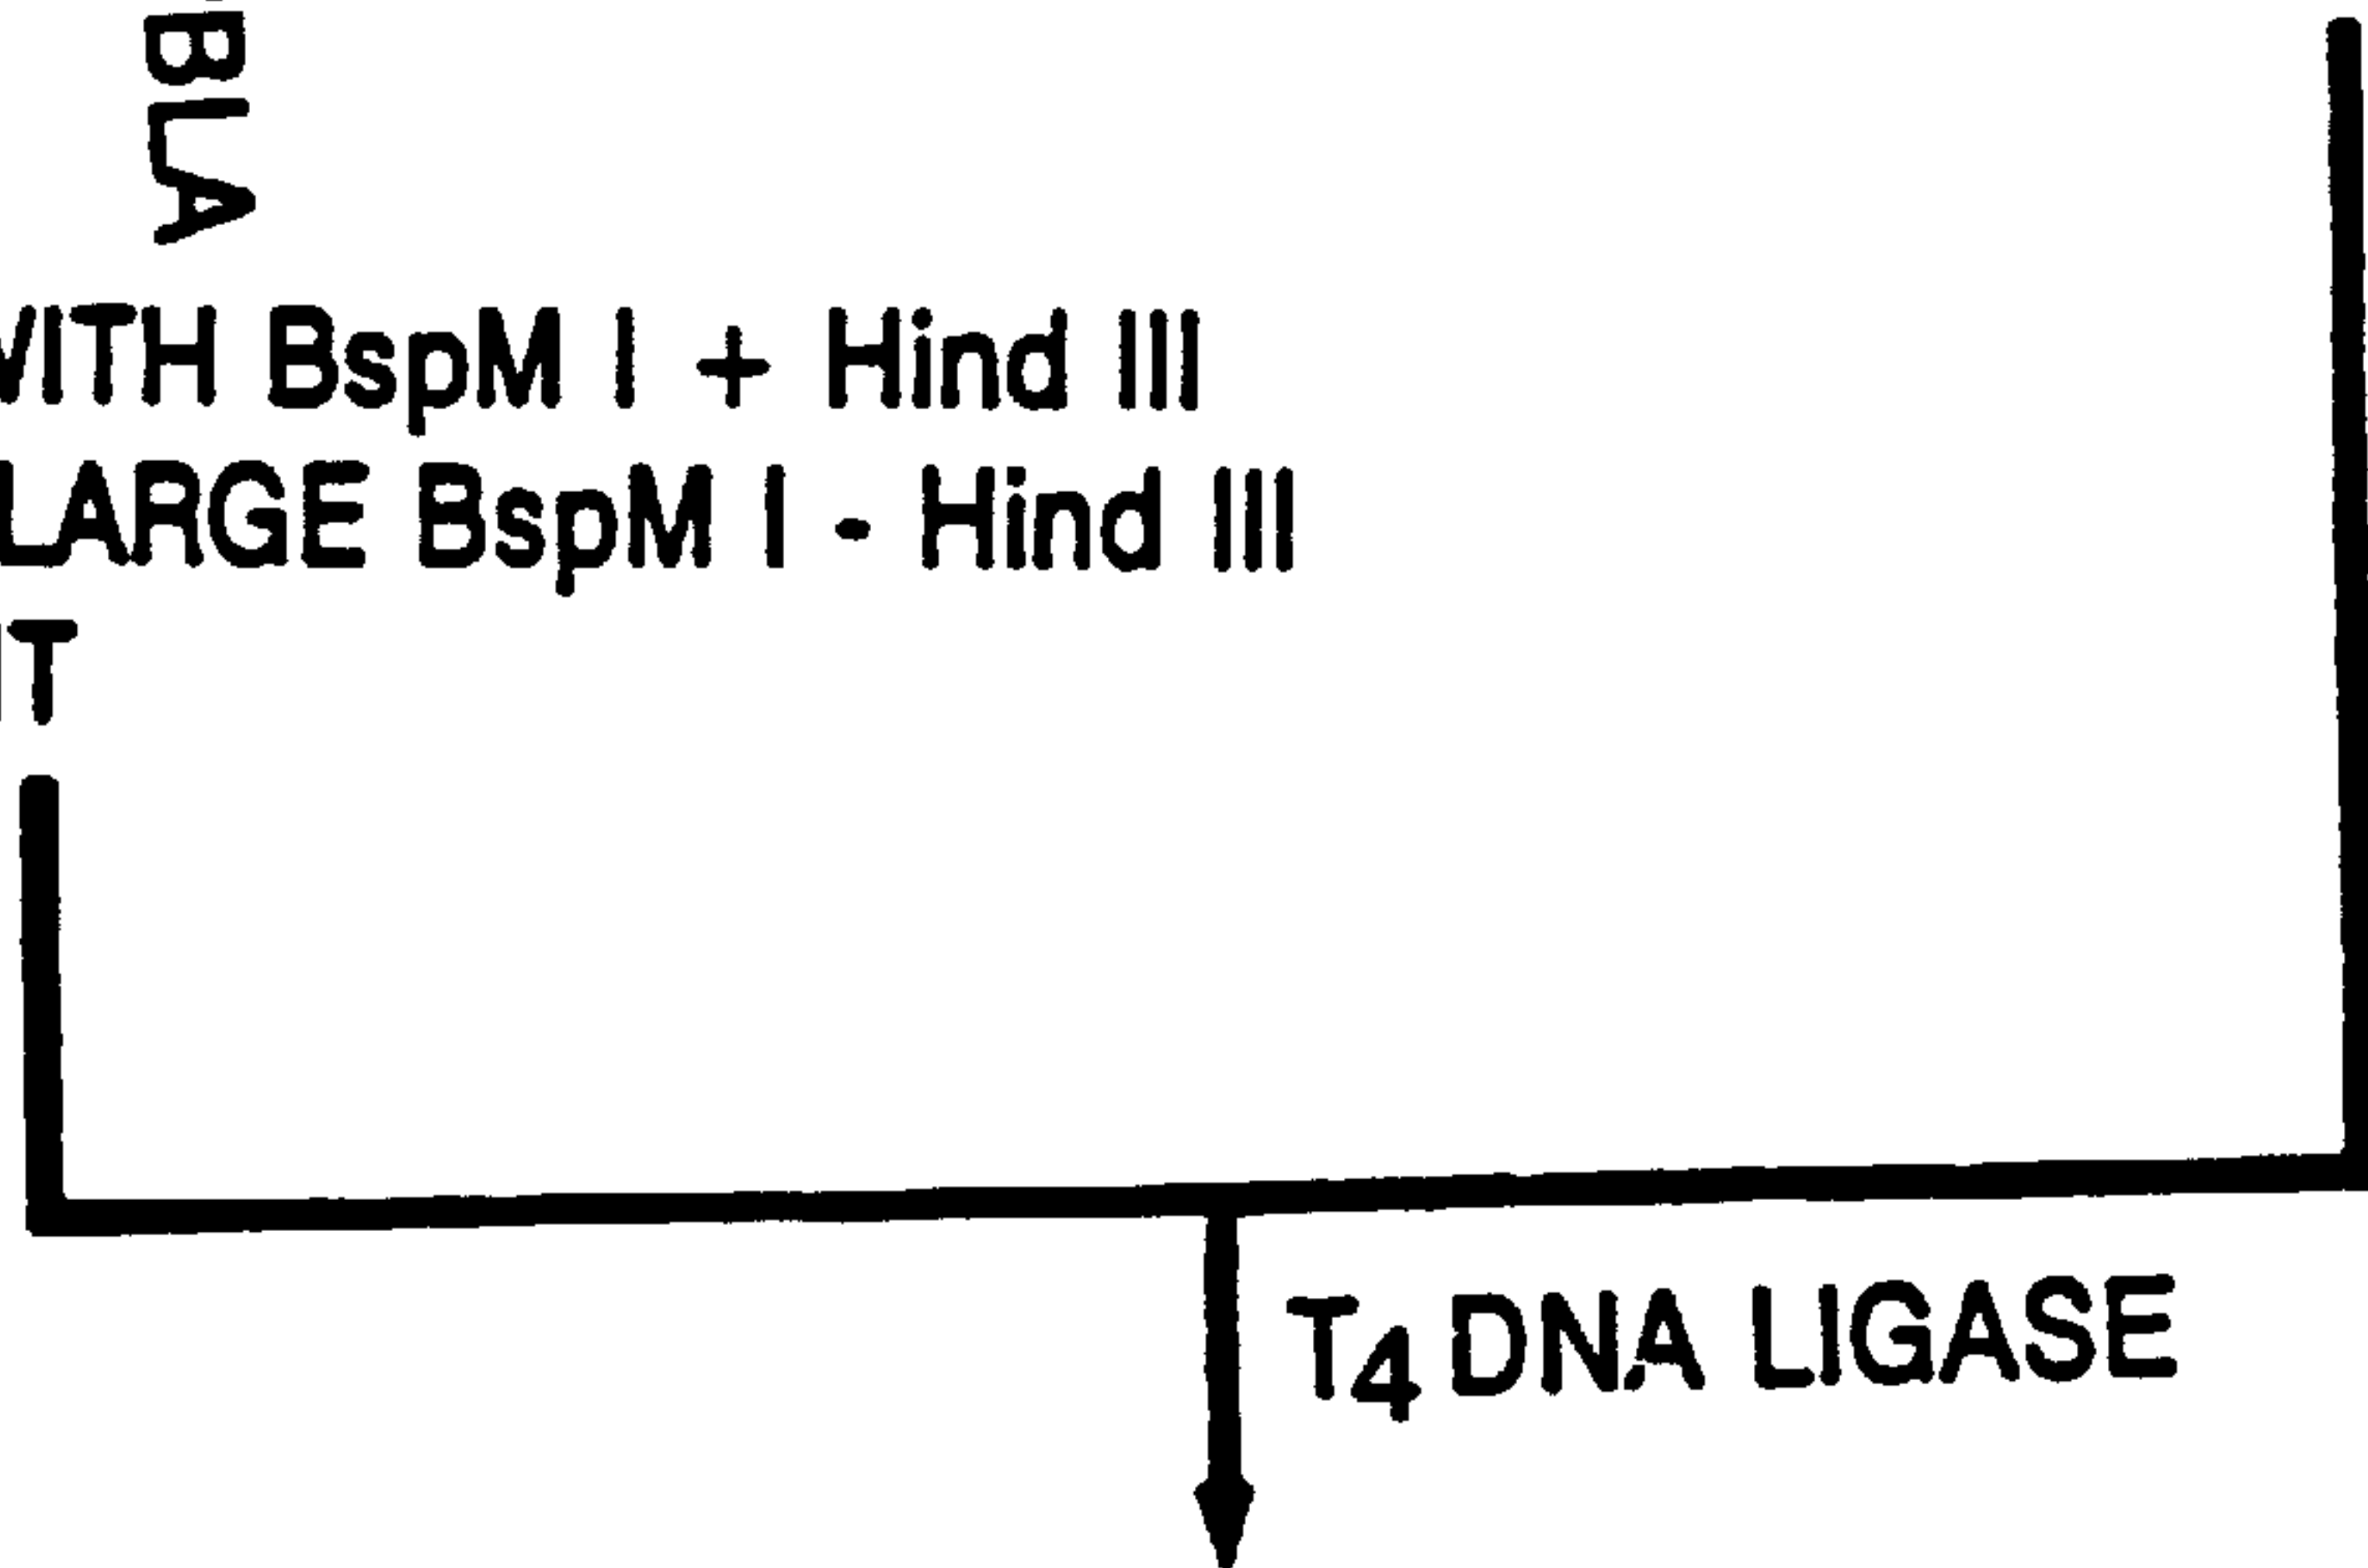 BLA
WITH BspM I + Hind III
LARGE BspM I - Hind III
T
T4 DNA LIGASE